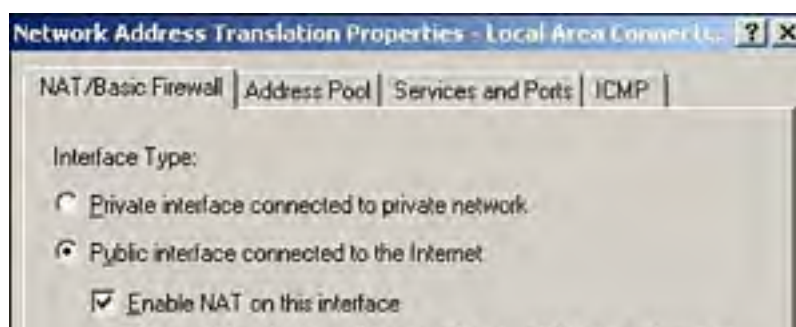 Network Address Translation Properties - Local Area Connecti... ? X
NAT/Basic Firewall Address Pool Services and Ports ICMP
Interface Type:
Private interface connected to private network
Public interface connected to the Internet
Enable NAT on this interface